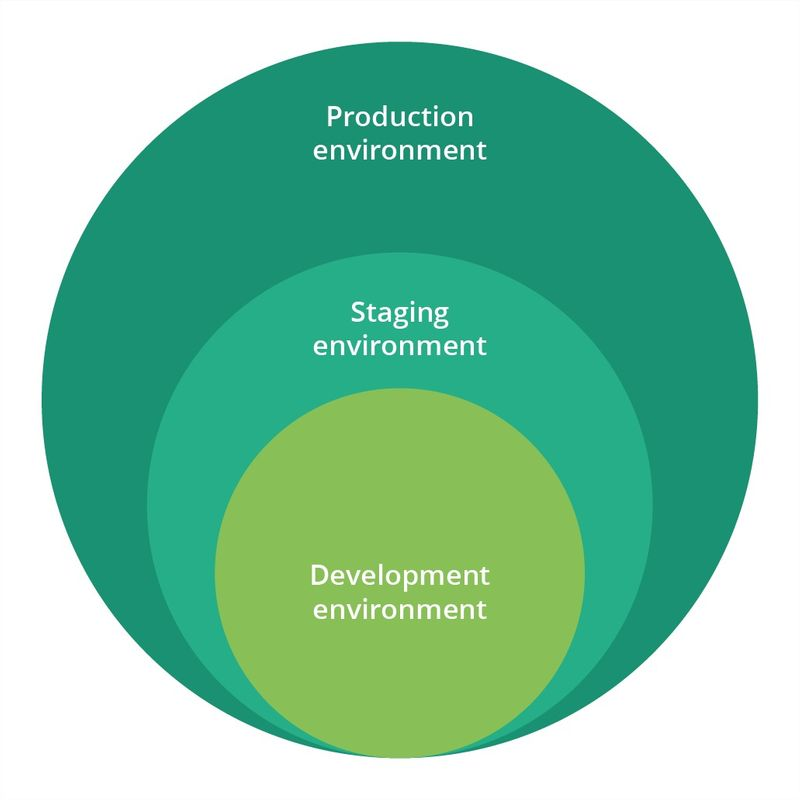 Production
environment
Staging
environment
Development
environment